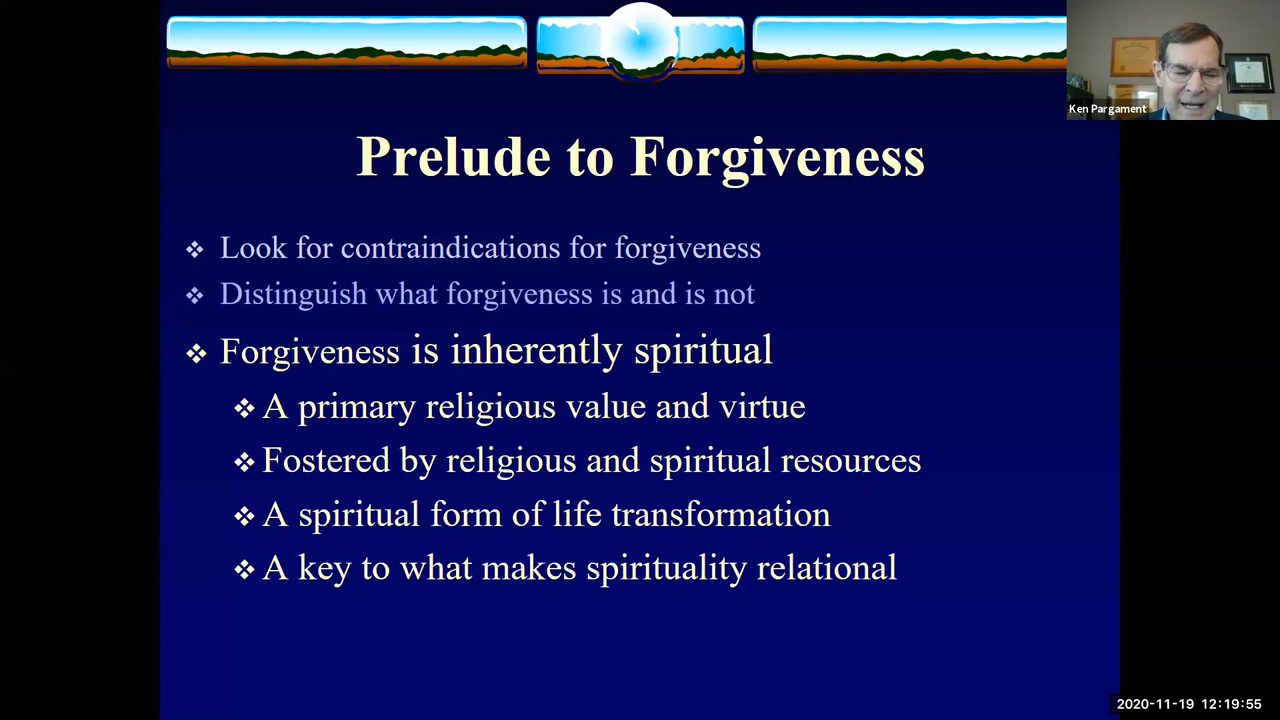 Ken Pargament
Prelude to Forgiveness
❖ Look for contraindications for forgiveness
❖ Distinguish what forgiveness is and is not
❖ Forgiveness is inherently spiritual
❖ A primary religious value and virtue
❖ Fostered by religious and spiritual resources
❖ A spiritual form of life transformation
❖ A key to what makes spirituality relational
2020-11-19 12:19:55